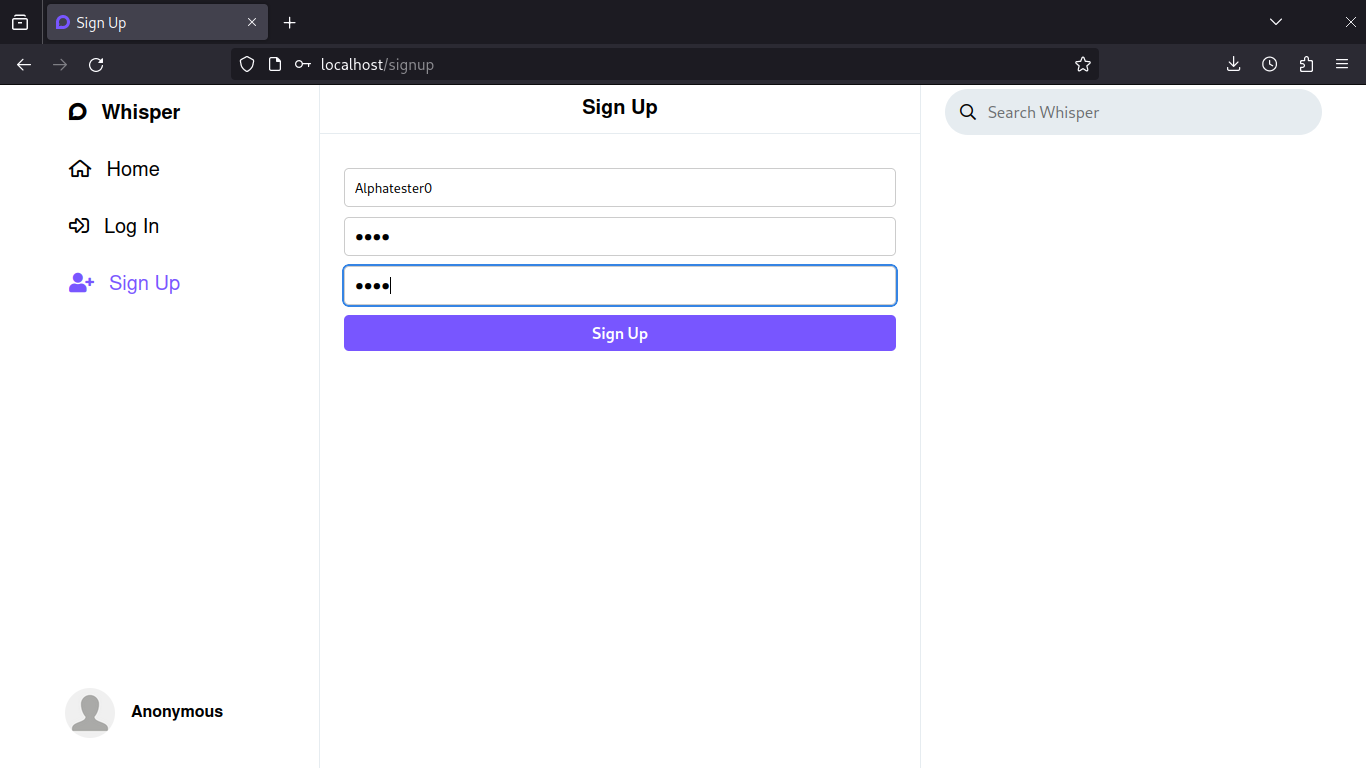 Sign Up
localhost/signup
Whisper
Home
Log In
Sign Up
Anonymous
Sign Up
Alphatester0
••••
••••
Sign Up
Search Whisper